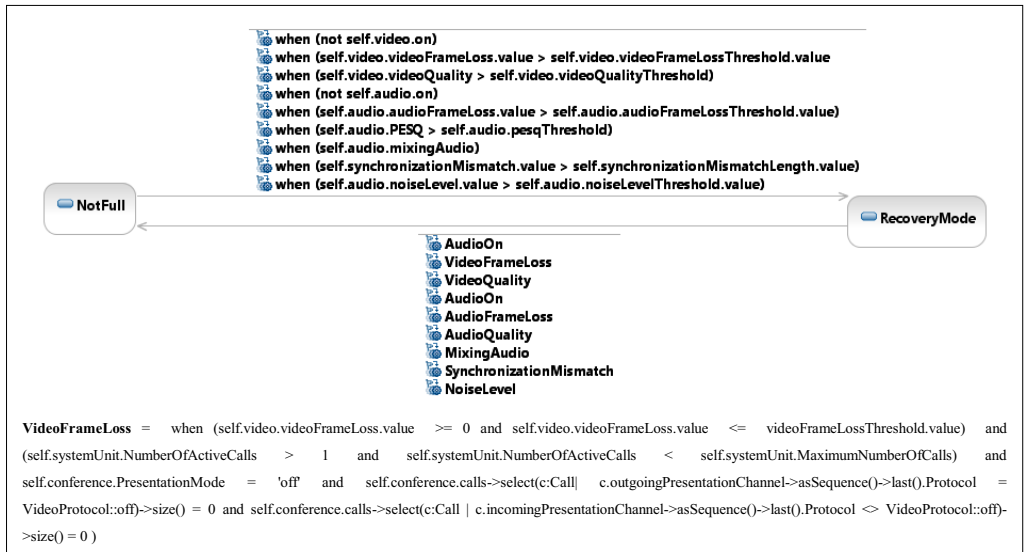 when (not self.video.on)
when (self.video.videoFrameLoss.value > self.video.videoFrameLossThreshold.value
when (self.video.videoQuality > self.video.videoQualityThreshold)
when (not self.audio.on)
when (self.audio.audioFrameLoss.value > self.audio.audioFrameLossThreshold.value)
when (self.audio.PESQ > self.audio.pesqThreshold)
when (self.audio.mixingAudio)
when (self.synchronizationMismatch.value > self.synchronizationMismatchLength.value)
when (self.audio.noiseLevel.value > self.audio.noiseLevelThreshold.value)
NotFull
RecoveryMode
AudioOn
VideoFrameLoss
VideoQuality
AudioOn
AudioFrameLoss
AudioQuality
MixingAudio
SynchronizationMismatch
NoiseLevel
VideoFrameLoss = when (self.video.videoFrameLoss.value >= 0 and self.video.videoFrameLoss.value <= videoFrameLossThreshold.value) and
(self.systemUnit.NumberOfActiveCalls > 1 and self.systemUnit.NumberOfActiveCalls < self.systemUnit.MaximumNumberOfCalls) and
self.conference.PresentationMode = 'off' and self.conference.calls->select(c:Call| c.outgoingPresentationChannel->asSequence()->last().Protocol =
VideoProtocol::off)->size() = 0 and self.conference.calls->select(c:Call | c.incomingPresentationChannel->asSequence()->last().Protocol <> VideoProtocol::off)-
>size() = 0 )